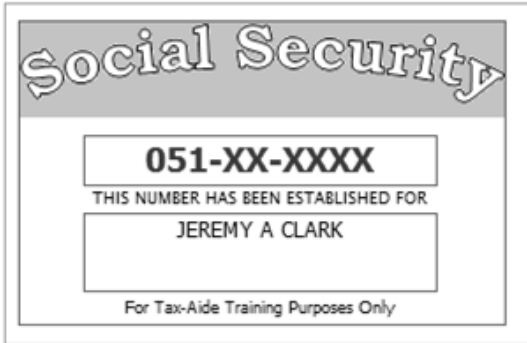 Social Security
051-XX-XXXX
THIS NUMBER HAS BEEN ESTABLISHED FOR
JEREMY A CLARK
For Tax-Aide Training Purposes Only